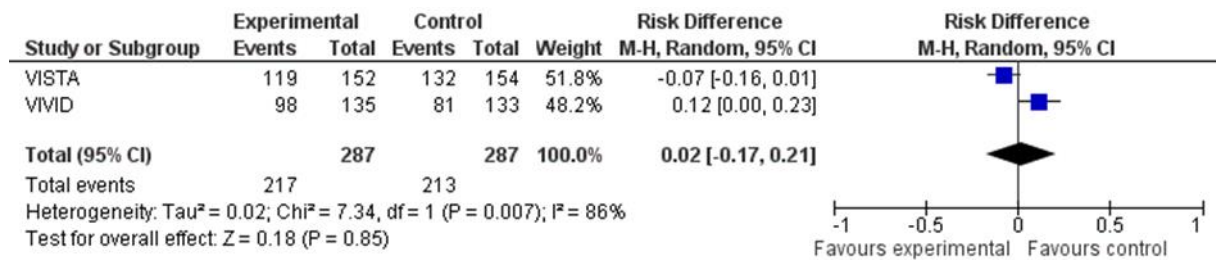 Experimental Control Risk Difference Risk Difference
Study or Subgroup Events Total Events Total Weight M-H, Random, 95% CI M-H, Random, 95% CI
VISTA 119 152 132 154 51.8% -0.07 [-0.16, 0.01]
VIVID 98 135 81 133 48.2% 0.12 [0.00, 0.23]
Total (95% CI) 287 287 100.0% 0.02 [-0.17, 0.21]
Total events 217 213
Heterogeneity: Tau² = 0.02; Chi² = 7.34, df = 1 (P = 0.007); I² = 86%
Test for overall effect: Z = 0.18 (P = 0.85)
-1 -0.5 0 0.5 1
Favours experimental Favours control